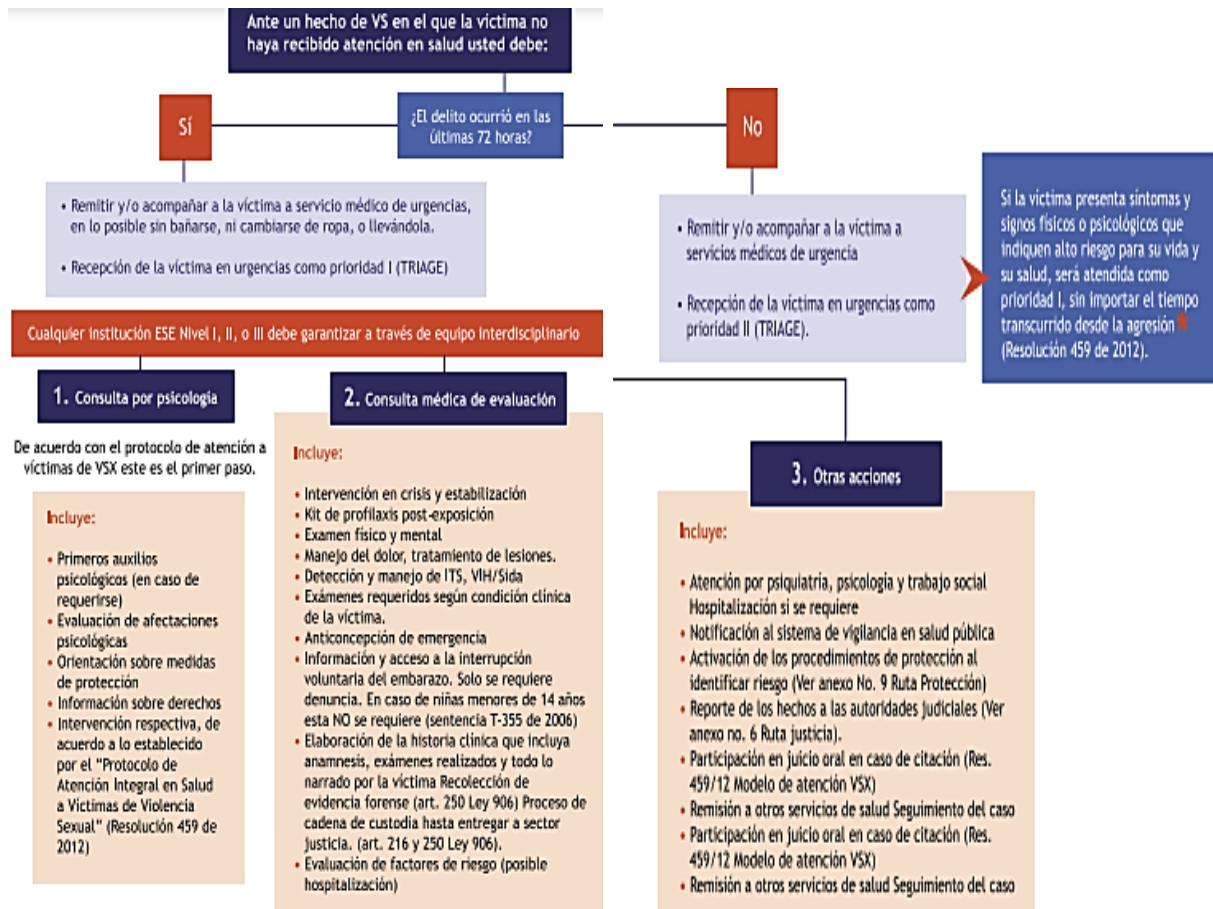 Ante un hecho de VS en el que la víctima no
haya recibido atención en salud usted debe:
Sí
¿El delito ocurrió en las
últimas 72 horas?
No
• Remitir y/o acompañar a la víctima a servicio médico de urgencias,
en lo posible sin bañarse, ni cambiarse de ropa, o llevándola.
• Recepción de la víctima en urgencias como prioridad I (TRIAGE)
• Remitir y/o acompañar a la víctima a
servicios médicos de urgencia
• Recepción de la víctima en urgencias como
prioridad II (TRIAGE).
Si la víctima presenta síntomas y
signos físicos o psicológicos que
indiquen alto riesgo para su vida y
su salud, será atendida como
prioridad I, sin importar el tiempo
transcurrido desde la agresión *
(Resolución 459 de 2012).
Cualquier institución ESE Nivel I, II, o III debe garantizar a través de equipo interdisciplinario
1. Consulta por psicología
De acuerdo con el protocolo de atención a
víctimas de VSX este es el primer paso.
Incluye:
• Primeros auxilios
psicológicos (en caso de
requerirse)
• Evaluación de afectaciones
psicológicas
• Orientación sobre medidas
de protección
• Información sobre derechos
• Intervención respectiva, de
acuerdo a lo establecido
por el "Protocolo de
Atención Integral en Salud
a Víctimas de Violencia
Sexual" (Resolución 459 de
2012)
2. Consulta médica de evaluación
Incluye:
• Intervención en crisis y estabilización
• Kit de profilaxis post-exposición
• Examen físico y mental
• Manejo del dolor, tratamiento de lesiones.
• Detección y manejo de ITS, VIH/Sida
• Exámenes requeridos según condición clínica
de la víctima.
• Anticoncepción de emergencia
• Información y acceso a la interrupción
voluntaria del embarazo. Solo se requiere
denuncia. En caso de niñas menores de 14 años
esta NO se requiere (sentencia T-355 de 2006)
• Elaboración de la historia clínica que incluya
anamnesis, exámenes realizados y todo lo
narrado por la víctima Recolección de
evidencia forense (art. 250 Ley 906) Proceso de
cadena de custodia hasta entregar a sector
justicia. (art. 216 y 250 Ley 906).
• Evaluación de factores de riesgo (posible
hospitalización)
3. Otras acciones
Incluye:
• Atención por psiquiatría, psicología y trabajo social
Hospitalización si se requiere
• Notificación al sistema de vigilancia en salud pública
• Activación de los procedimientos de protección al
identificar riesgo (Ver anexo No. 9 Ruta Protección)
• Reporte de los hechos a las autoridades judiciales (Ver
anexo no. 6 Ruta justicia).
• Participación en juicio oral en caso de citación (Res.
459/12 Modelo de atención VSX)
• Remisión a otros servicios de salud Seguimiento del caso
• Participación en juicio oral en caso de citación (Res.
459/12 Modelo de atención VSX)
• Remisión a otros servicios de salud Seguimiento del caso